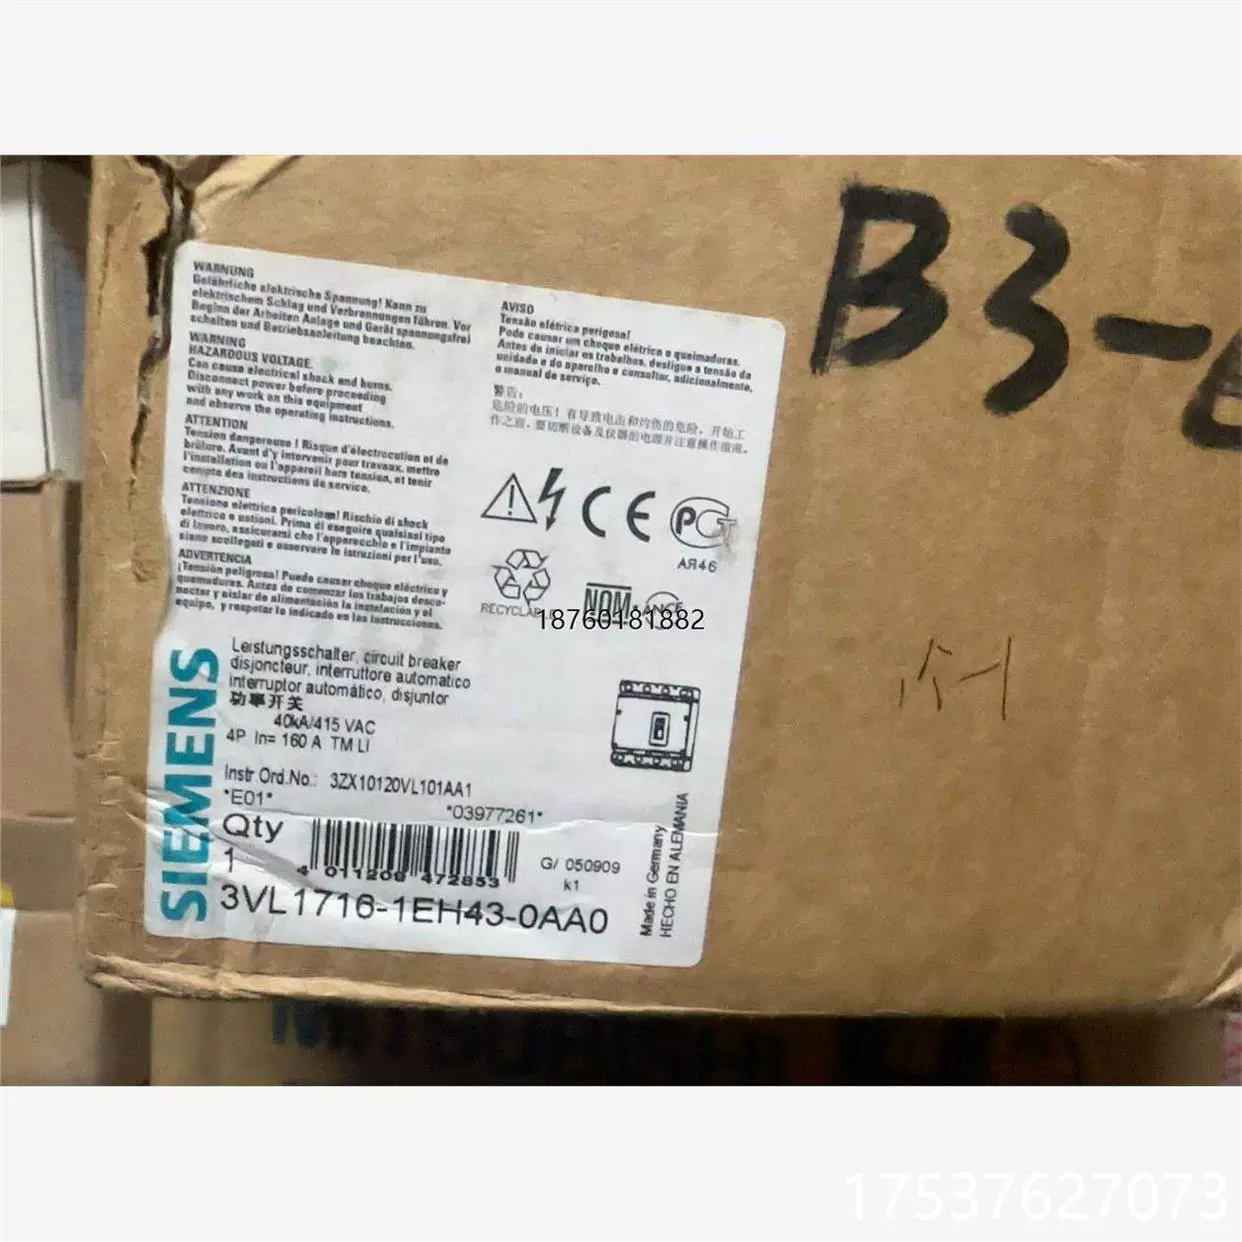 WARNUNG
Gefährliche elektrische Spannung! Kann zu
elektrischem Schlag und Verbrennungen führen. Vor
Beginn der Arbeiten Anlage und Gerät spannungsfrei
schalten und Betriebsanleitung beachten.
WARNING
HAZARDOUS VOLTAGE.
Can cause electrical shock and burns.
Disconnect power before proceeding
with any work on this equipment
and observe the operating instructions.
ATTENTION
Tension dangereuse ! Risque d'électrocution et de
brûlure. Avant d'y intervenir pour travaux, mettre
l'installation ou l'appareil hors tension, et tenir
compte des instructions de service.
ATTENZIONE
Tensione elettrica pericolosa! Rischio di shock
elettrico e ustioni. Prima di eseguire qualsiasi tipo
di lavoro, assicurarsi che l'apparecchio e l'impianto
siano scollegati e osservare le istruzioni per l'uso.
ADVERTENCIA
¡Tensión peligrosa! Puede causar choque eléctrico y
quemaduras. Antes de comenzar los trabajos desco-
nectar y aislar de alimentación la instalación y el
equipo, y respetar lo indicado en las instrucciones.
AVISO
Tensão elétrica perigosa!
Pode causar um choque elétrico e queimaduras.
Antes de iniciar os trabalhos, desligue a tensão da
unidade e do aparelho e consultar, adicionalmente,
o manual de serviço.
警告:
危险的电压!有导致电击和灼伤的危险。开始工
作之前,要切断设备及仪器的电源并注意操作指南。
CE
PCT
АЯ46
NOM-ANCE
18760181882
SIEMENS
Leistungsschalter, circuit breaker
disjoncteur, interruttore automatico
interruptor automático, disjuntor
功率开关
40kA/415 VAC
4P In= 160 A TM LI
Instr Ord.No.: 3ZX10120VL101AA1
*E01* *03977261*
Qty
1
4 011209 472853
G/ 050909
k1
3VL1716-1EH43-0AA0
Made in Germany
HECHO EN ALEMANIA
B3-
17537627073